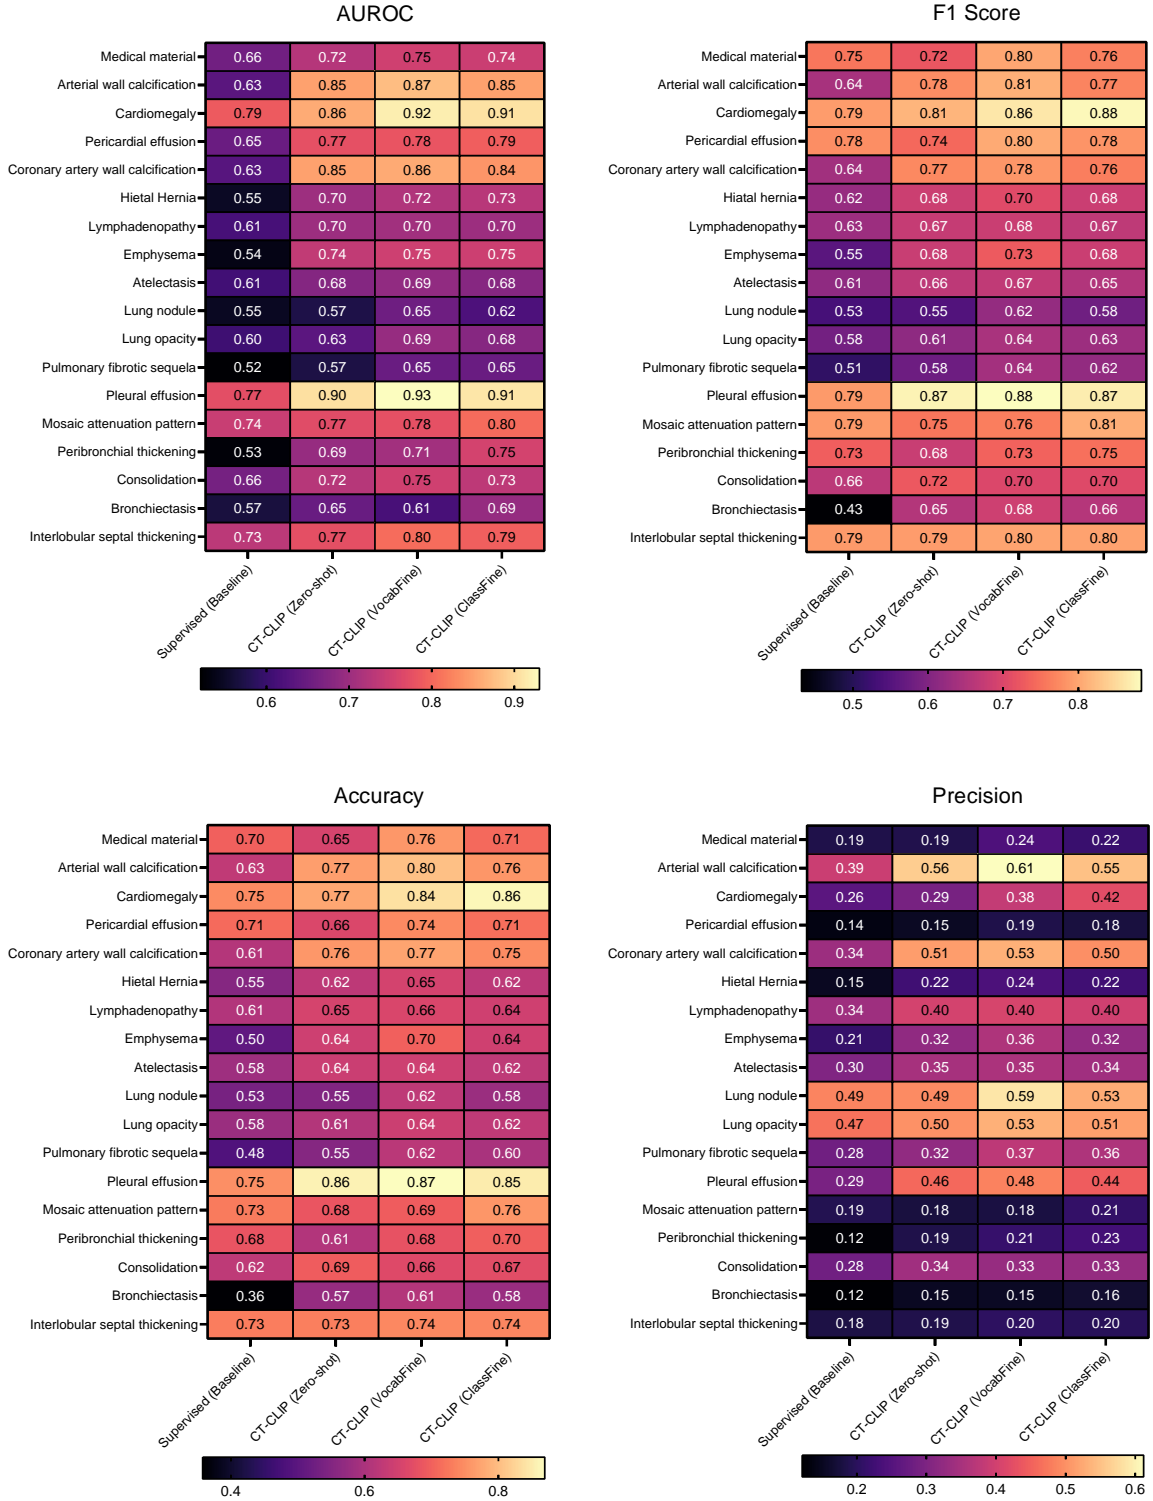 AUROC
Medical material 0.66 0.72 0.75 0.74
Arterial wall calcification 0.63 0.85 0.87 0.85
Cardiomegaly 0.79 0.86 0.92 0.91
Pericardial effusion 0.65 0.77 0.78 0.79
Coronary artery wall calcification 0.63 0.85 0.86 0.84
Hietal Hernia 0.55 0.70 0.72 0.73
Lymphadenopathy 0.61 0.70 0.70 0.70
Emphysema 0.54 0.74 0.75 0.75
Atelectasis 0.61 0.68 0.69 0.68
Lung nodule 0.55 0.57 0.65 0.62
Lung opacity 0.60 0.63 0.69 0.68
Pulmonary fibrotic sequela 0.52 0.57 0.65 0.65
Pleural effusion 0.77 0.90 0.93 0.91
Mosaic attenuation pattern 0.74 0.77 0.78 0.80
Peribronchial thickening 0.53 0.69 0.71 0.75
Consolidation 0.66 0.72 0.75 0.73
Bronchiectasis 0.57 0.65 0.61 0.69
Interlobular septal thickening 0.73 0.77 0.80 0.79
Supervised (Baseline)
CT-CLIP (Zero-shot)
CT-CLIP (VocabFine)
CT-CLIP (ClassFine)
0.6 0.7 0.8 0.9
F1 Score
Medical material 0.75 0.72 0.80 0.76
Arterial wall calcification 0.64 0.78 0.81 0.77
Cardiomegaly 0.79 0.81 0.86 0.88
Pericardial effusion 0.78 0.74 0.80 0.78
Coronary artery wall calcification 0.64 0.77 0.78 0.76
Hiatal hernia 0.62 0.68 0.70 0.68
Lymphadenopathy 0.63 0.67 0.68 0.67
Emphysema 0.55 0.68 0.73 0.68
Atelectasis 0.61 0.66 0.67 0.65
Lung nodule 0.53 0.55 0.62 0.58
Lung opacity 0.58 0.61 0.64 0.63
Pulmonary fibrotic sequela 0.51 0.58 0.64 0.62
Pleural effusion 0.79 0.87 0.88 0.87
Mosaic attenuation pattern 0.79 0.75 0.76 0.81
Peribronchial thickening 0.73 0.68 0.73 0.75
Consolidation 0.66 0.72 0.70 0.70
Bronchiectasis 0.43 0.65 0.68 0.66
Interlobular septal thickening 0.79 0.79 0.80 0.80
Supervised (Baseline)
CT-CLIP (Zero-shot)
CT-CLIP (VocabFine)
CT-CLIP (ClassFine)
0.5 0.6 0.7 0.8
Accuracy
Medical material 0.70 0.65 0.76 0.71
Arterial wall calcification 0.63 0.77 0.80 0.76
Cardiomegaly 0.75 0.77 0.84 0.86
Pericardial effusion 0.71 0.66 0.74 0.71
Coronary artery wall calcification 0.61 0.76 0.77 0.75
Hietal Hernia 0.55 0.62 0.65 0.62
Lymphadenopathy 0.61 0.65 0.66 0.64
Emphysema 0.50 0.64 0.70 0.64
Atelectasis 0.58 0.64 0.64 0.62
Lung nodule 0.53 0.55 0.62 0.58
Lung opacity 0.58 0.61 0.64 0.62
Pulmonary fibrotic sequela 0.48 0.55 0.62 0.60
Pleural effusion 0.75 0.86 0.87 0.85
Mosaic attenuation pattern 0.73 0.68 0.69 0.76
Peribronchial thickening 0.68 0.61 0.68 0.70
Consolidation 0.62 0.69 0.66 0.67
Bronchiectasis 0.36 0.57 0.61 0.58
Interlobular septal thickening 0.73 0.73 0.74 0.74
Supervised (Baseline)
CT-CLIP (Zero-shot)
CT-CLIP (VocabFine)
CT-CLIP (ClassFine)
0.4 0.6 0.8
Precision
Medical material 0.19 0.19 0.24 0.22
Arterial wall calcification 0.39 0.56 0.61 0.55
Cardiomegaly 0.26 0.29 0.38 0.42
Pericardial effusion 0.14 0.15 0.19 0.18
Coronary artery wall calcification 0.34 0.51 0.53 0.50
Hietal Hernia 0.15 0.22 0.24 0.22
Lymphadenopathy 0.34 0.40 0.40 0.40
Emphysema 0.21 0.32 0.36 0.32
Atelectasis 0.30 0.35 0.35 0.34
Lung nodule 0.49 0.49 0.59 0.53
Lung opacity 0.47 0.50 0.53 0.51
Pulmonary fibrotic sequela 0.28 0.32 0.37 0.36
Pleural effusion 0.29 0.46 0.48 0.44
Mosaic attenuation pattern 0.19 0.18 0.18 0.21
Peribronchial thickening 0.12 0.19 0.21 0.23
Consolidation 0.28 0.34 0.33 0.33
Bronchiectasis 0.12 0.15 0.15 0.16
Interlobular septal thickening 0.18 0.19 0.20 0.20
Supervised (Baseline)
CT-CLIP (Zero-shot)
CT-CLIP (VocabFine)
CT-CLIP (ClassFine)
0.2 0.3 0.4 0.5 0.6